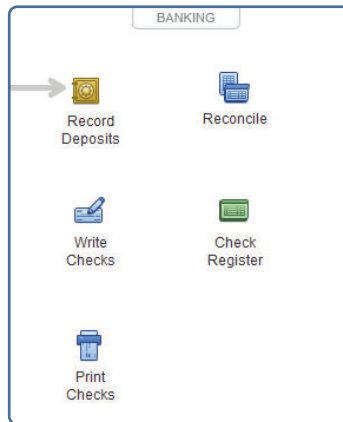 BANKING
Record
Deposits
Reconcile
Write
Checks
Check
Register
Print
Checks